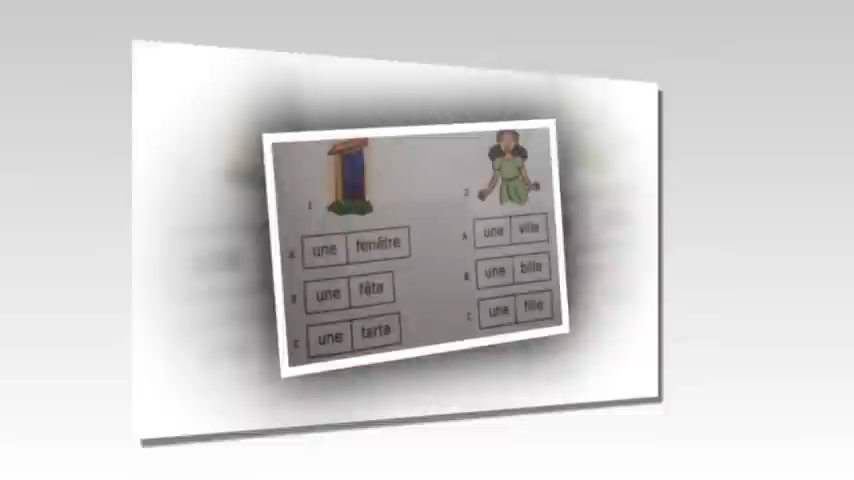 1
A une fenêtre
B une fête
C une tarte
2
A une ville
B une bille
C une fille